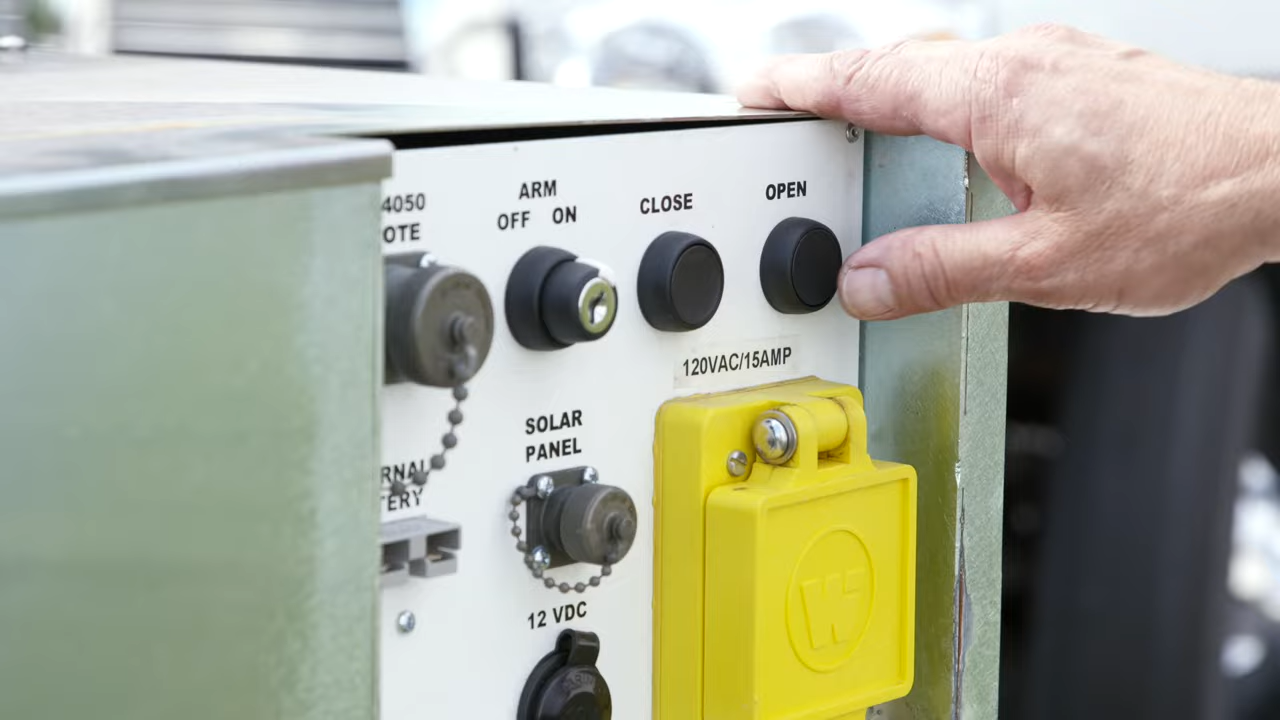 4050
OTE
ARM
OFF ON
CLOSE
OPEN
120VAC/15AMP
SOLAR
PANEL
RNAL
TERY
12 VDC
W